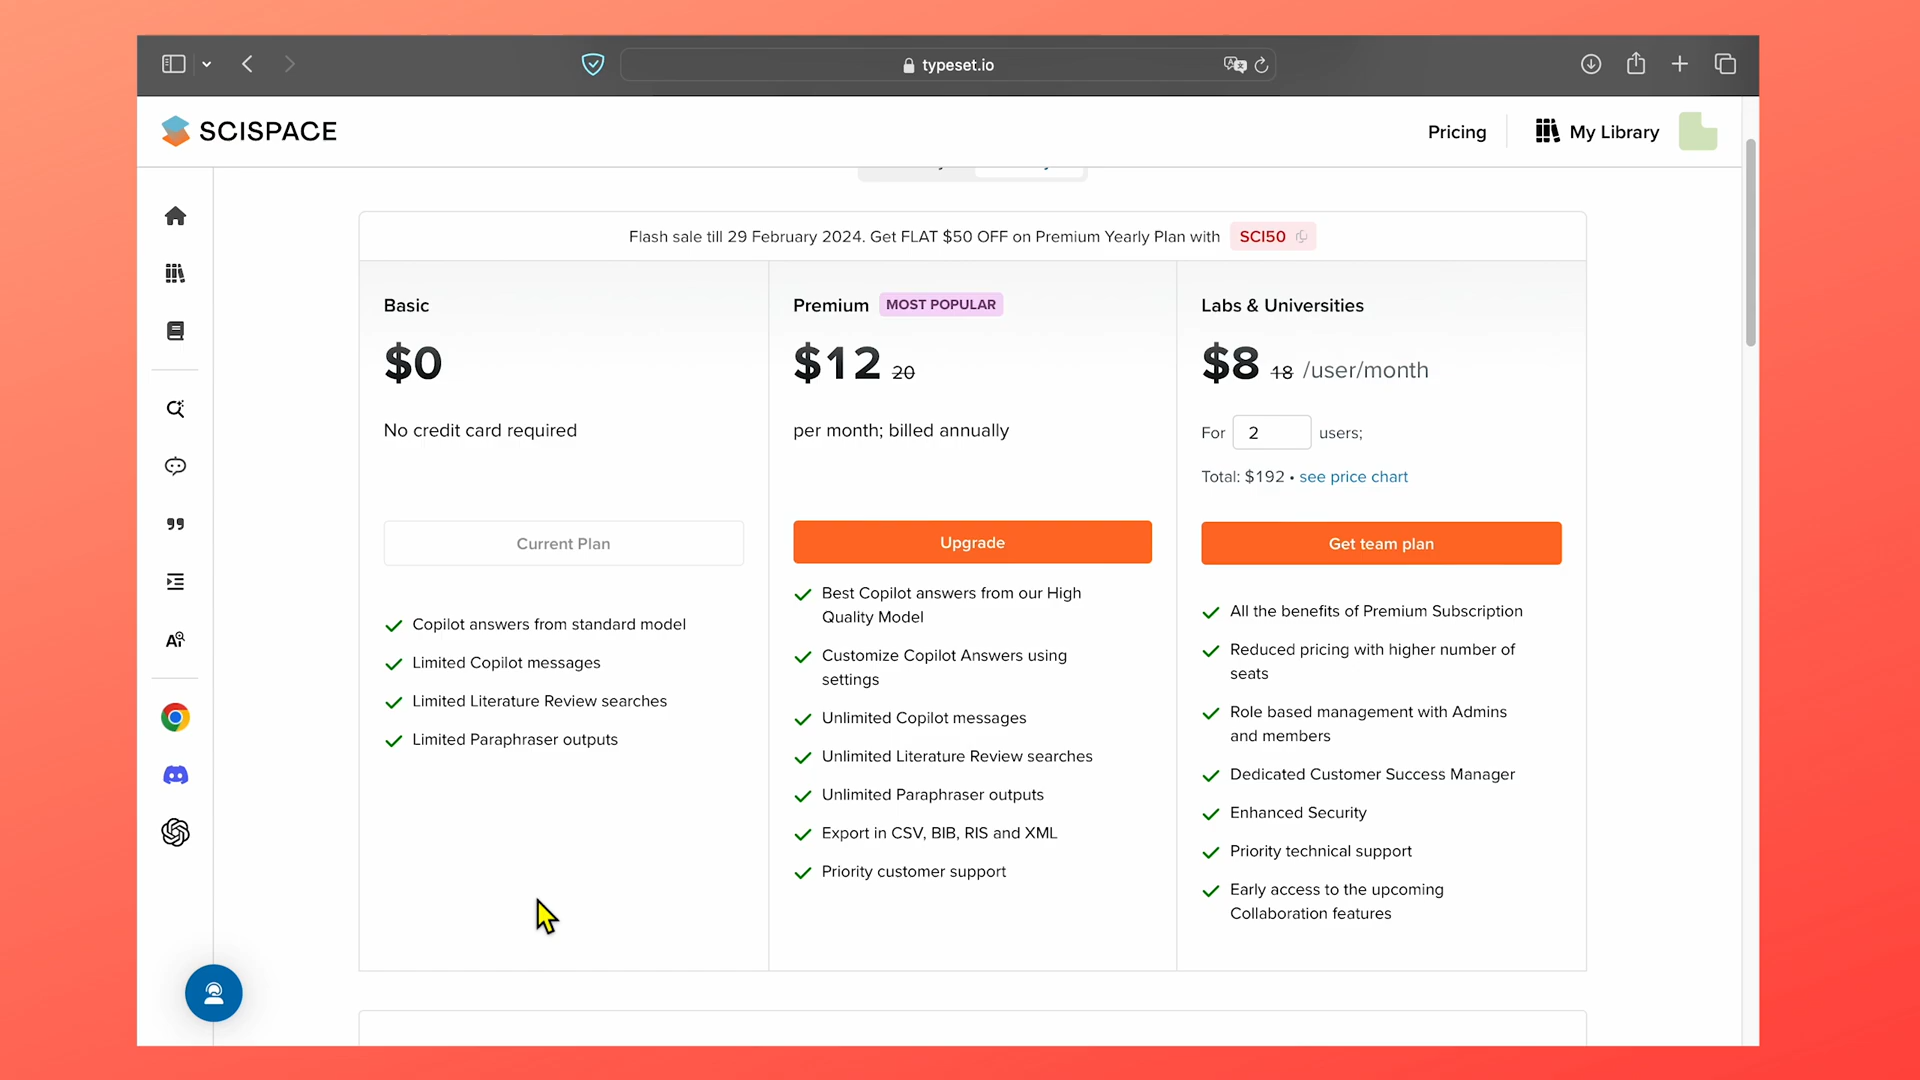 typeset.io
SCISPACE
Pricing
My Library
Flash sale till 29 February 2024. Get FLAT $50 OFF on Premium Yearly Plan with SCI50
Basic
$0
No credit card required
Current Plan
Copilot answers from standard model
Limited Copilot messages
Limited Literature Review searches
Limited Paraphraser outputs
Premium MOST POPULAR
$12 20
per month; billed annually
Upgrade
Best Copilot answers from our High
Quality Model
Customize Copilot Answers using
settings
Unlimited Copilot messages
Unlimited Literature Review searches
Unlimited Paraphraser outputs
Export in CSV, BIB, RIS and XML
Priority customer support
Labs & Universities
$8 18 /user/month
For 2 users;
Total: $192 • see price chart
Get team plan
All the benefits of Premium Subscription
Reduced pricing with higher number of
seats
Role based management with Admins
and members
Dedicated Customer Success Manager
Enhanced Security
Priority technical support
Early access to the upcoming
Collaboration features